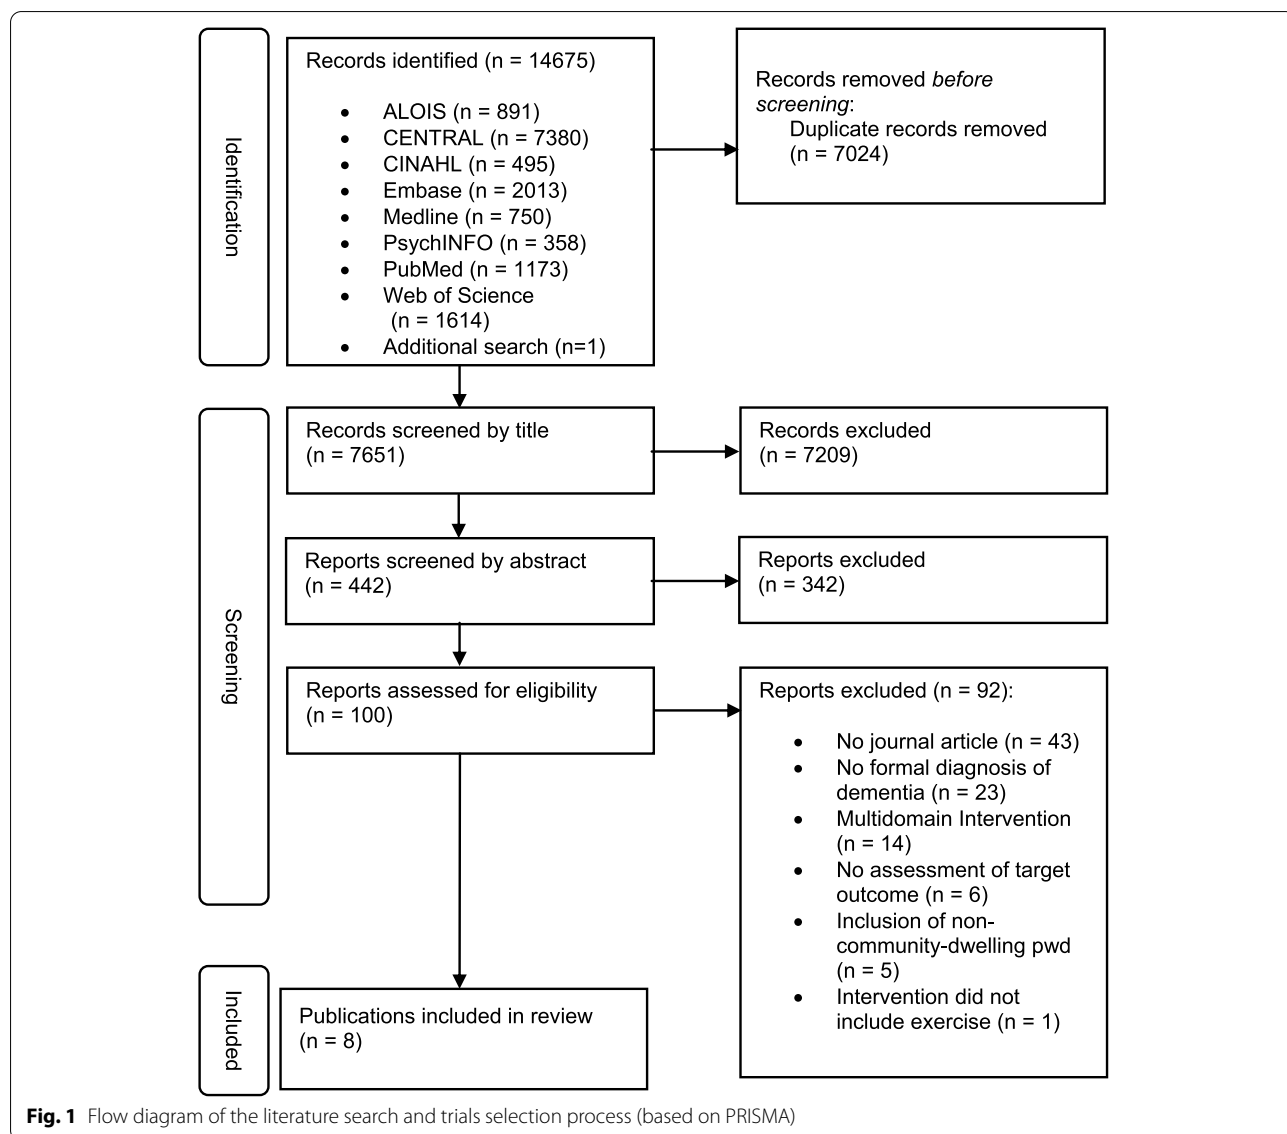 Identification
Records identified (n = 14675)
• ALOIS (n = 891)
• CENTRAL (n = 7380)
• CINAHL (n = 495)
• Embase (n = 2013)
• Medline (n = 750)
• PsychINFO (n = 358)
• PubMed (n = 1173)
• Web of Science
(n = 1614)
• Additional search (n=1)
Records removed before
screening:
Duplicate records removed
(n = 7024)
Screening
Records screened by title
(n = 7651)
Records excluded
(n = 7209)
Reports screened by abstract
(n = 442)
Reports excluded
(n = 342)
Reports assessed for eligibility
(n = 100)
Reports excluded (n = 92):
• No journal article (n = 43)
• No formal diagnosis of
dementia (n = 23)
• Multidomain Intervention
(n = 14)
• No assessment of target
outcome (n = 6)
• Inclusion of non-
community-dwelling pwd
(n = 5)
• Intervention did not
include exercise (n = 1)
Included
Publications included in review
(n = 8)
Fig. 1 Flow diagram of the literature search and trials selection process (based on PRISMA)